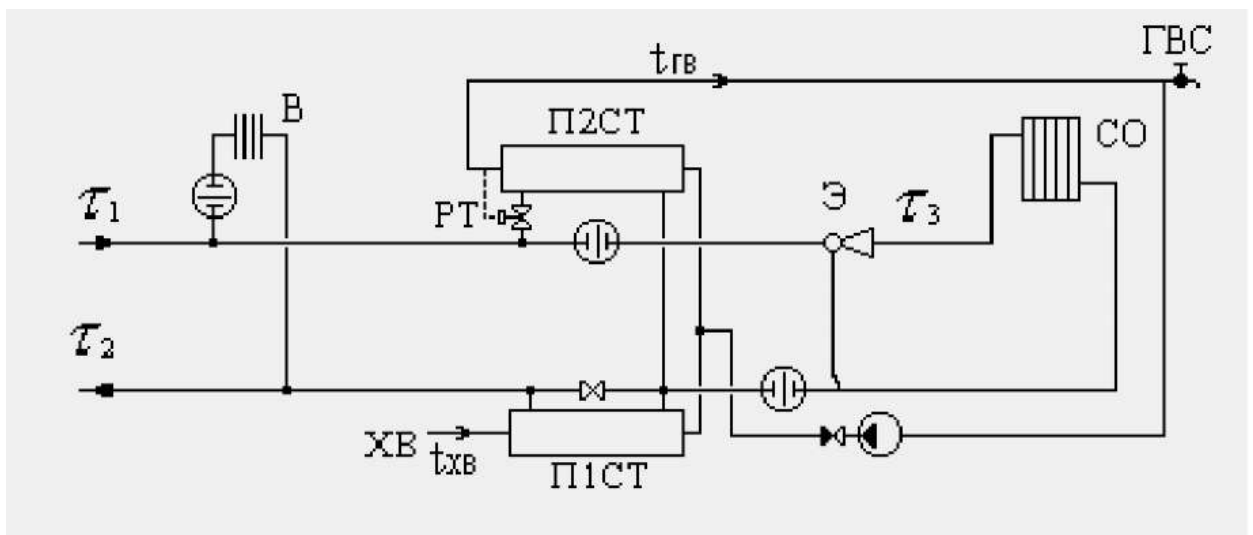 ГВС
tгв
В
П2СТ
СО
τ1
РТ
Э
τ3
τ2
ХВ
tхв
П1СТ